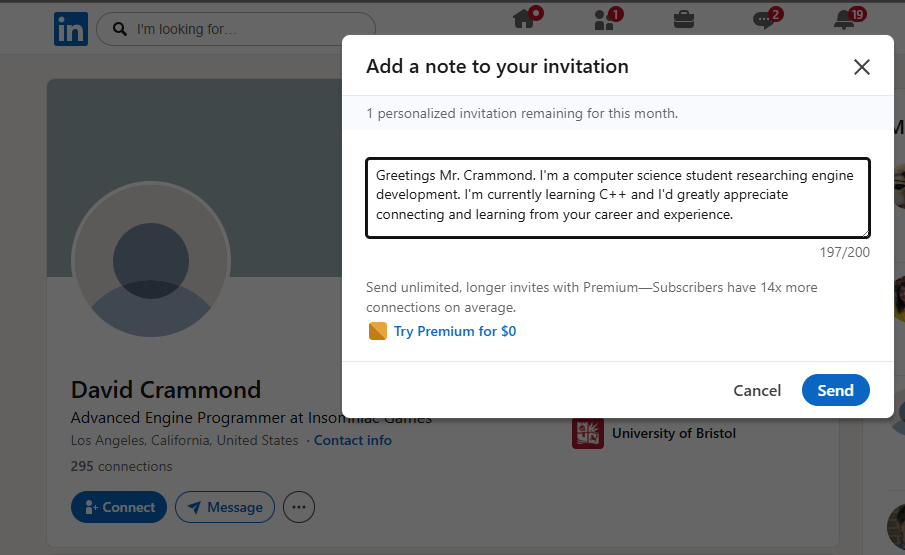 in
I'm looking for...
1
2
19
Add a note to your invitation
1 personalized invitation remaining for this month.
Greetings Mr. Crammond. I'm a computer science student researching engine
development. I'm currently learning C++ and I'd greatly appreciate
connecting and learning from your career and experience.
197/200
Send unlimited, longer invites with Premium—Subscribers have 14x more
connections on average.
Try Premium for $0
Cancel
Send
David Crammond
Advanced Engine Programmer at Insomniac Games
Los Angeles, California, United States · Contact info
295 connections
University of Bristol
Connect
Message